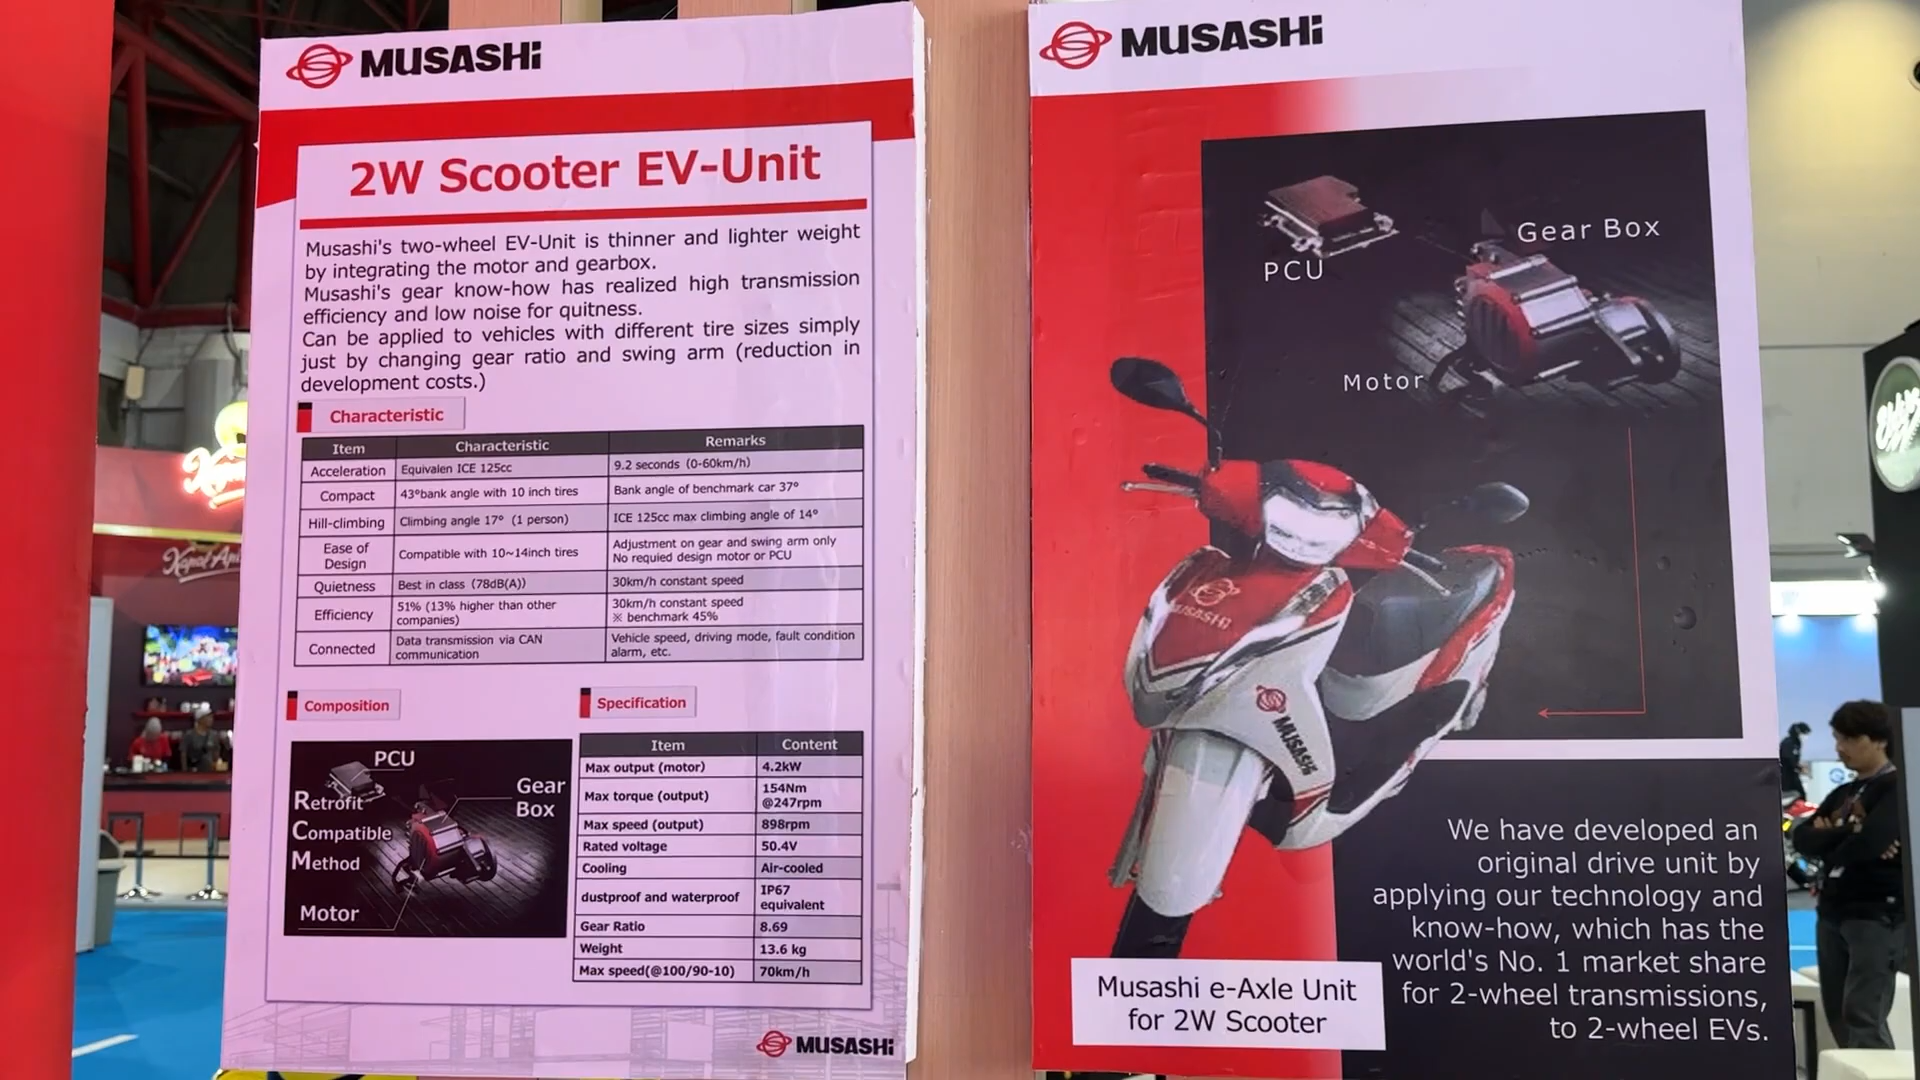 MUSASHi
2W Scooter EV-Unit
Musashi's two-wheel EV-Unit is thinner and lighter weight
by integrating the motor and gearbox.
Musashi's gear know-how has realized high transmission
efficiency and low noise for quitness.
Can be applied to vehicles with different tire sizes simply
just by changing gear ratio and swing arm (reduction in
development costs.)
Characteristic
Item Characteristic Remarks
Acceleration Equivalen ICE 125cc 9.2 seconds (0-60km/h)
Compact 43°bank angle with 10 inch tires Bank angle of benchmark car 37°
Hill-climbing Climbing angle 17° (1 person) ICE 125cc max climbing angle of 14°
Ease of
Design
Compatible with 10~14inch tires
Adjustment on gear and swing arm only
No requied design motor or PCU
Quietness Best in class (78dB(A)) 30km/h constant speed
Efficiency
51% (13% higher than other
companies)
30km/h constant speed
※ benchmark 45%
Connected
Data transmission via CAN
communication
Vehicle speed, driving mode, fault condition
alarm, etc.
Composition
PCU
Gear
Box
Retrofit
Compatible
Method
Motor
Specification
Item Content
Max output (motor) 4.2kW
Max torque (output)
154Nm
@247rpm
Max speed (output) 898rpm
Rated voltage 50.4V
Cooling Air-cooled
dustproof and waterproof
IP67
equivalent
Gear Ratio 8.69
Weight 13.6 kg
Max speed(@100/90-10) 70km/h
MUSASHi
MUSASHi
PCU
Gear Box
Motor
MUSASHi
MUSASHi
Musashi e-Axle Unit
for 2W Scooter
We have developed an
original drive unit by
applying our technology and
know-how, which has the
world's No. 1 market share
for 2-wheel transmissions,
to 2-wheel EVs.